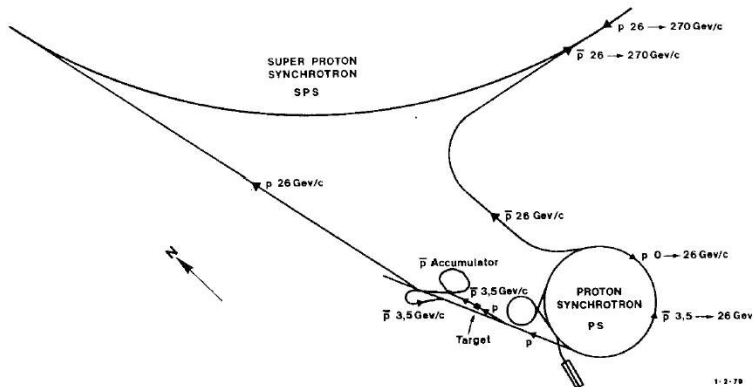 p 26 → 270 Gev/c
p̅ 26 → 270 Gev/c
SUPER PROTON
SYNCHROTRON
SPS
p 26 Gev/c
p̅ 26 Gev/c
N
p 0 → 26 Gev/c
p̅ Accumulator
p̅ 3,5 Gev/c
p
PROTON
SYNCHROTRON
PS
p̅ 3,5 → 26 Gev
p̅ 3,5 Gev/c
Target
p
1-2-79